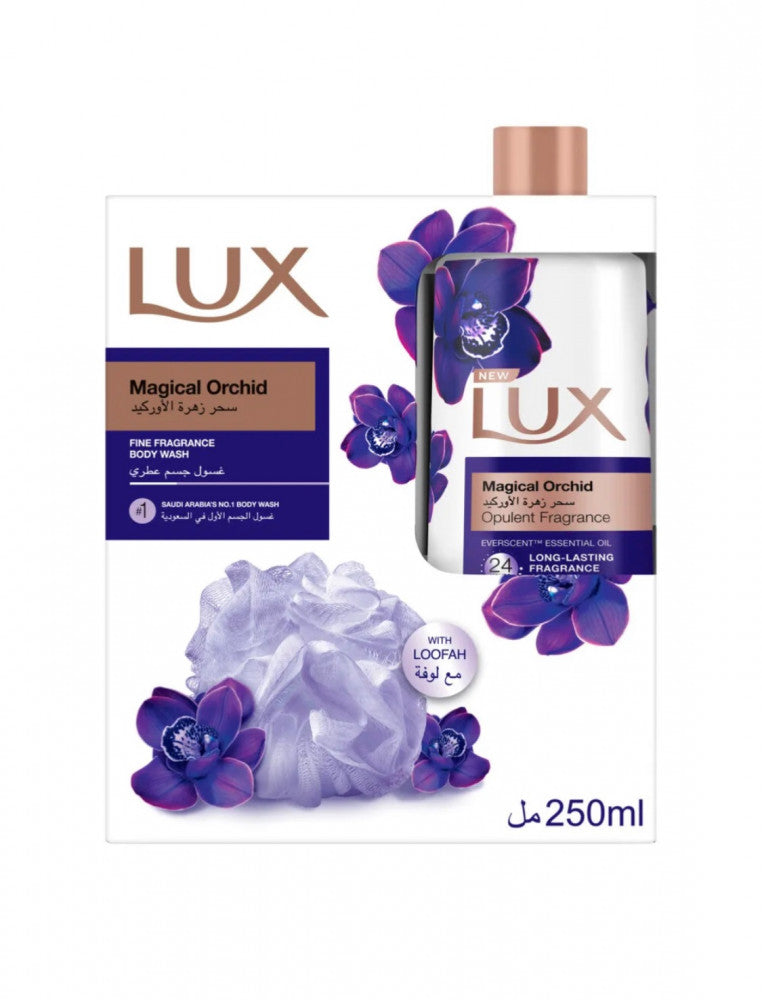 LUX
Magical Orchid
سحر زهرة الأوركيد
FINE FRAGRANCE
BODY WASH
غسول جسم عطري
#1
SAUDI ARABIA'S NO.1 BODY WASH
غسول الجسم الأول في السعودية
NEW
LUX
Magical Orchid
سحر زهرة الأوركيد
Opulent Fragrance
EVERSCENT™ ESSENTIAL OIL
24
LONG-LASTING
FRAGRANCE
WITH
LOOFAH
مع لوفة
250ml مل